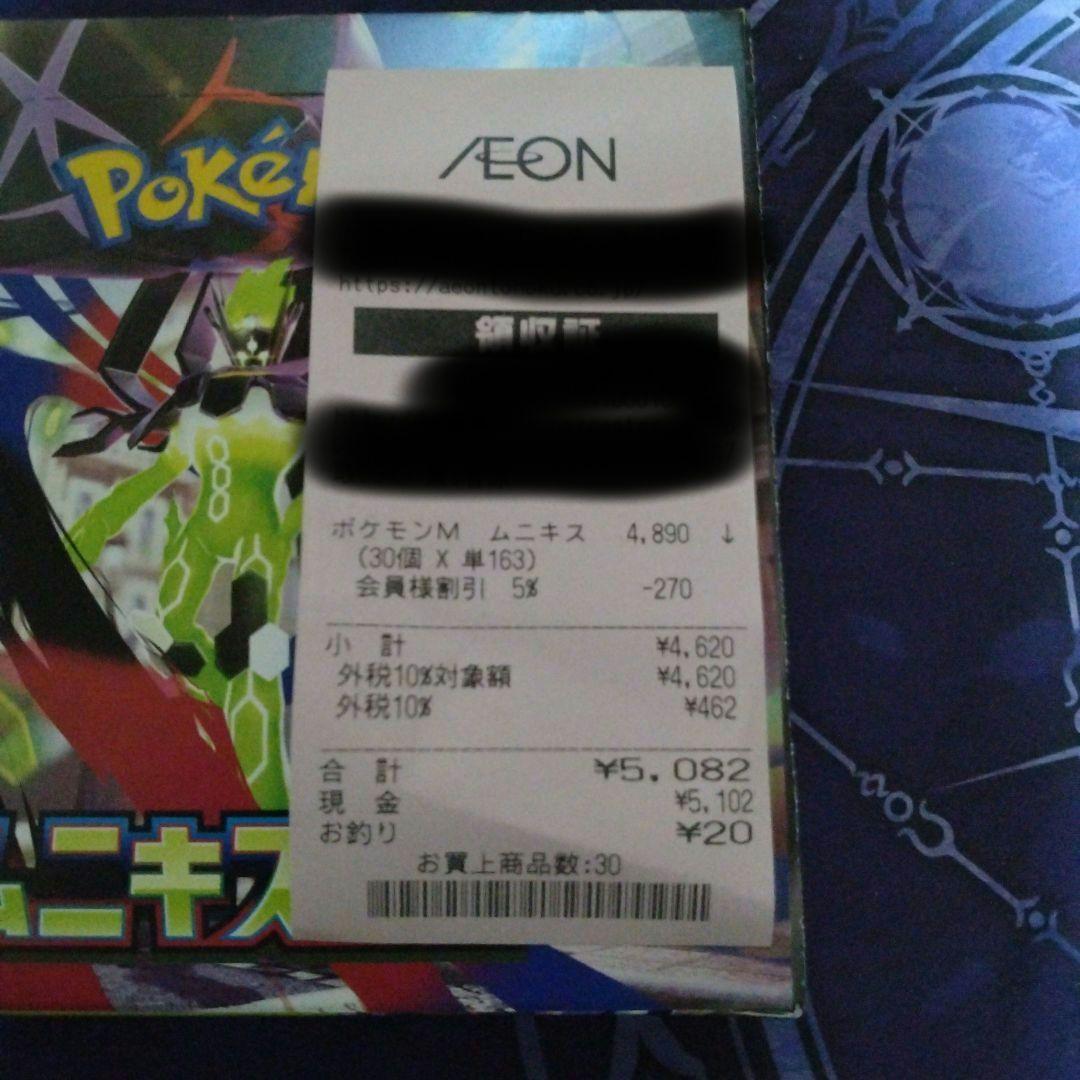 Poké
ÆON
領収証
ポケモンM ムニキス 4,890 ↓
(30個 X 単163)
会員様割引 5% -270
小 計 ¥4,620
外税10%対象額 ¥4,620
外税10% ¥462
合 計 ¥5,082
現 金 ¥5,102
お釣り ¥20
お買上商品数:30
ムニキス